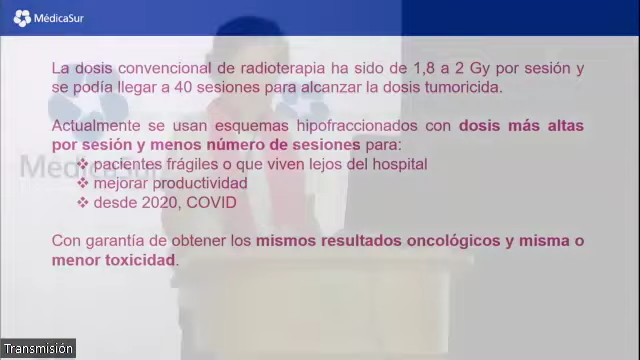 MédicaSur
La dosis convencional de radioterapia ha sido de 1,8 a 2 Gy por sesión y
se podía llegar a 40 sesiones para alcanzar la dosis tumoricida.
Actualmente se usan esquemas hipofraccionados con dosis más altas
por sesión y menos número de sesiones para:
pacientes frágiles o que viven lejos del hospital
MédicaSur
mejorar productividad
desde 2020, COVID
Con garantía de obtener los mismos resultados oncológicos y misma o
menor toxicidad.
Transmisión